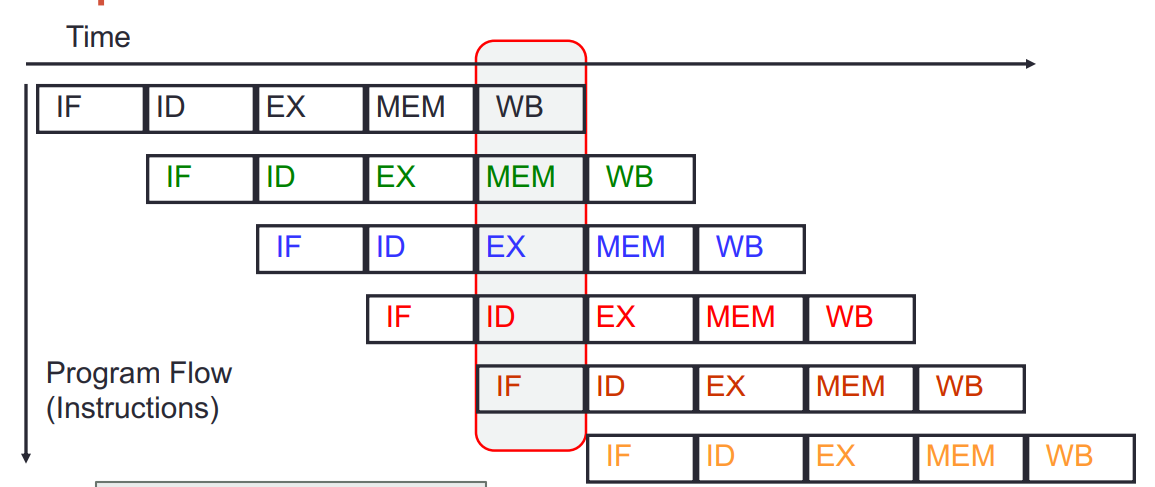 Time
IF ID EX MEM WB
IF ID EX MEM WB
IF ID EX MEM WB
IF ID EX MEM WB
Program Flow
(Instructions)
IF ID EX MEM WB
IF ID EX MEM WB